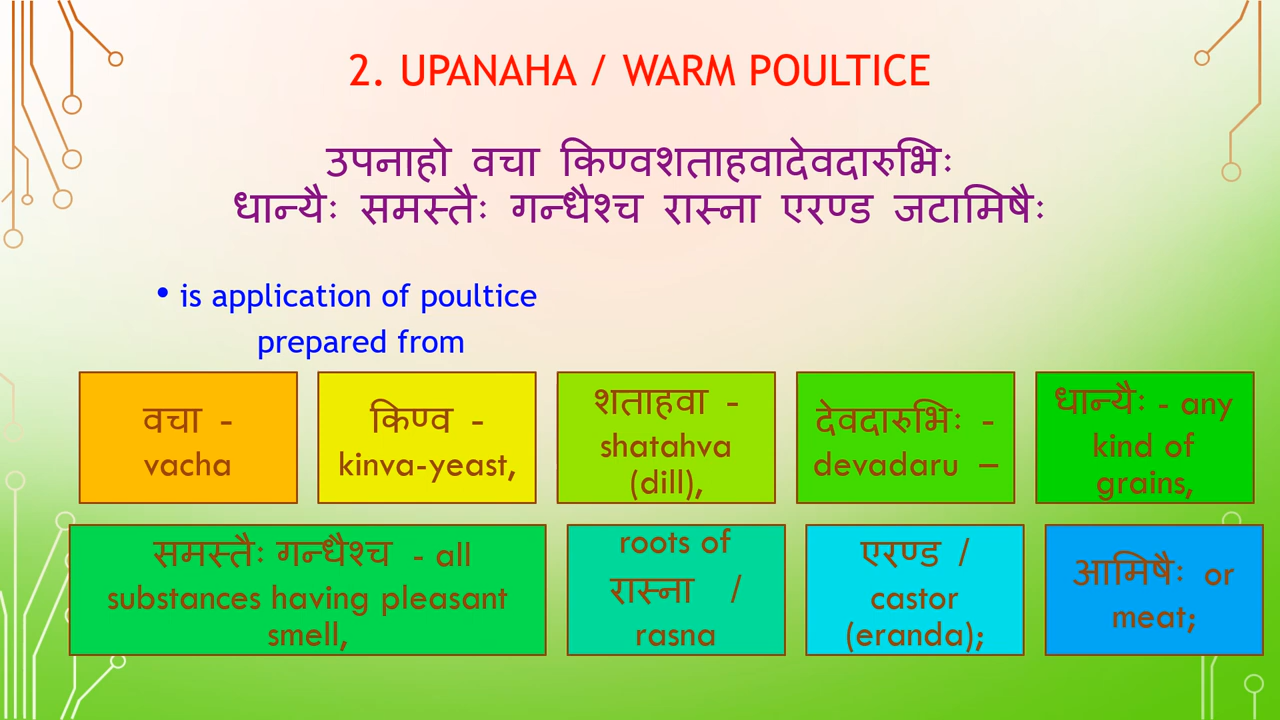 2. UPANAHA / WARM POULTICE
उपनाहो वचा किण्वशताहवादेवदारुभिः
धान्यैः समस्तैः गन्धैश्च रास्ना एरण्ड जटामिषैः
• is application of poultice
prepared from
वचा -
vacha
किण्व -
kinva-yeast,
शताहवा -
shatahva
(dill),
देवदारुभिः -
devadaru –
धान्यैः - any
kind of
grains,
समस्तैः गन्धैश्च - all
substances having pleasant
smell,
roots of
रास्ना /
rasna
एरण्ड /
castor
(eranda);
आमिषैः or
meat;